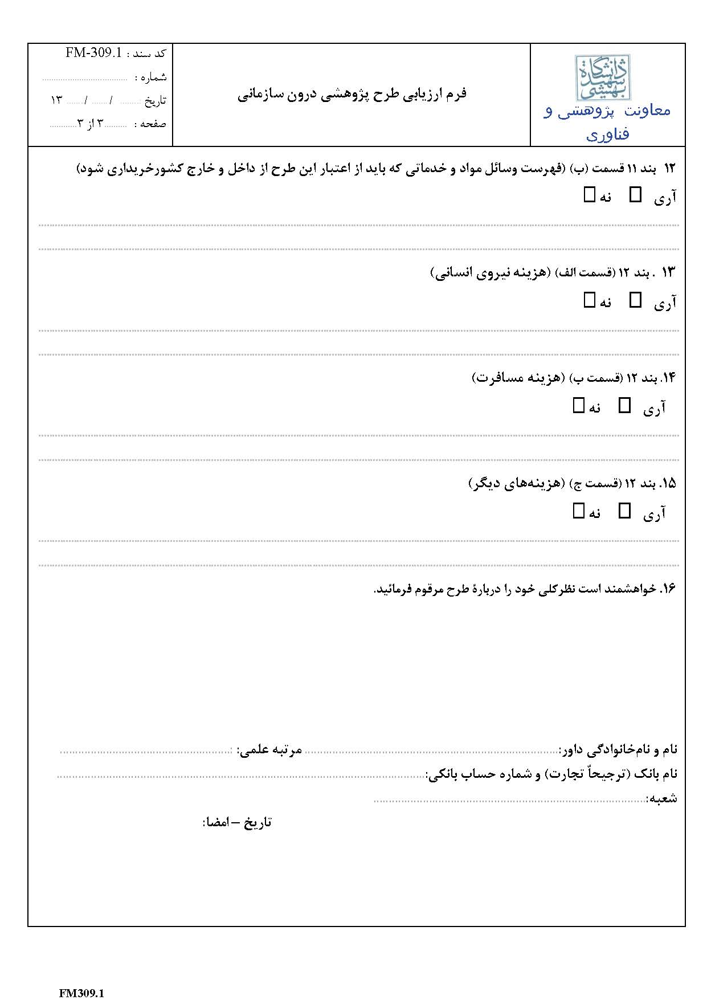 دانشگاه
شهید
بهشتی
معاونت پژوهشی و
فناوری
فرم ارزیابی طرح پژوهشی درون سازمانی
کد سند : FM-309.1
شماره : ......................................
تاریخ :......... / ....... / ....... ۱۳
صفحه : ..........۳ از ۳............
۱۲ بند ۱۱ قسمت (ب) (فهرست وسائل مواد و خدماتی که باید از اعتبار این طرح از داخل و خارج کشورخریداری شود)
آری □ نه □
۱۳ . بند ۱۲ (قسمت الف) (هزینه نیروی انسانی)
آری □ نه □
۱۴. بند ۱۲ (قسمت ب) (هزینه مسافرت)
آری □ نه □
۱۵. بند ۱۲ (قسمت ج) (هزینه‌های دیگر)
آری □ نه □
۱۶. خواهشمند است نظرکلی خود را دربارۀ طرح مرقوم فرمائید.
نام و نام‌خانوادگی داور:........................................ مرتبه علمی: :........................................
نام بانک (ترجیحاٌ تجارت) و شماره حساب بانکی:........................................
شعبه:........................................
تاریخ – امضا:
FM309.1